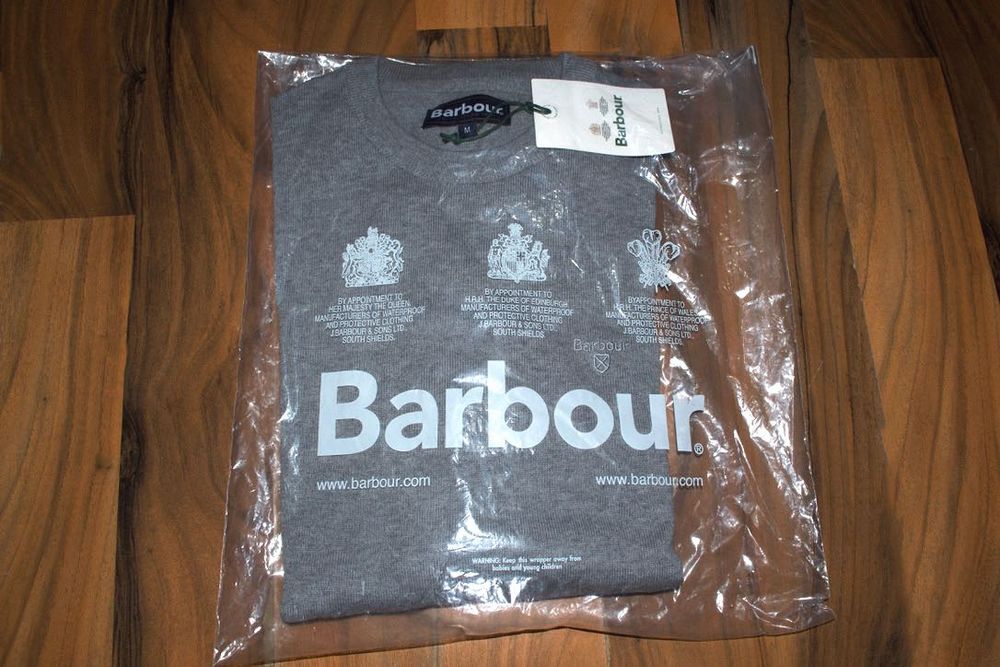 Barbour
M
Barbour
BY APPOINTMENT TO
HER MAJESTY THE QUEEN
MANUFACTURERS OF WATERPROOF
AND PROTECTIVE CLOTHING
J.BARBOUR & SONS LTD.
SOUTH SHIELDS.
BY APPOINTMENT TO
H.R.H. THE DUKE OF EDINBURGH
MANUFACTURERS OF WATERPROOF
AND PROTECTIVE CLOTHING
J.BARBOUR & SONS LTD.
SOUTH SHIELDS.
BY APPOINTMENT TO
H.R.H. THE PRINCE OF WALES
MANUFACTURERS OF WATERPROOF
AND PROTECTIVE CLOTHING
J.BARBOUR & SONS LTD.
SOUTH SHIELDS.
Barbour
Barbour®
www.barbour.com
www.barbour.com
WARNING: Keep this wrapper away from
babies and young children